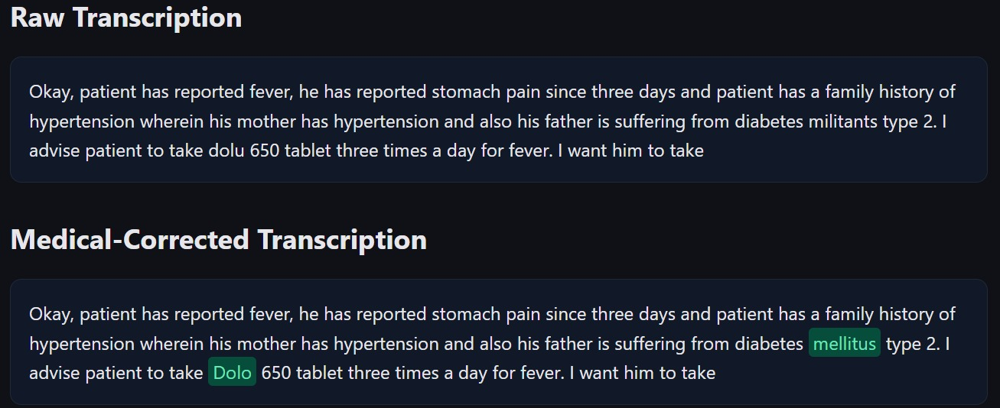 Raw Transcription
Okay, patient has reported fever, he has reported stomach pain since three days and patient has a family history of
hypertension wherein his mother has hypertension and also his father is suffering from diabetes militants type 2. I
advise patient to take dolu 650 tablet three times a day for fever. I want him to take
Medical-Corrected Transcription
Okay, patient has reported fever, he has reported stomach pain since three days and patient has a family history of
hypertension wherein his mother has hypertension and also his father is suffering from diabetes mellitus type 2. I
advise patient to take Dolo 650 tablet three times a day for fever. I want him to take